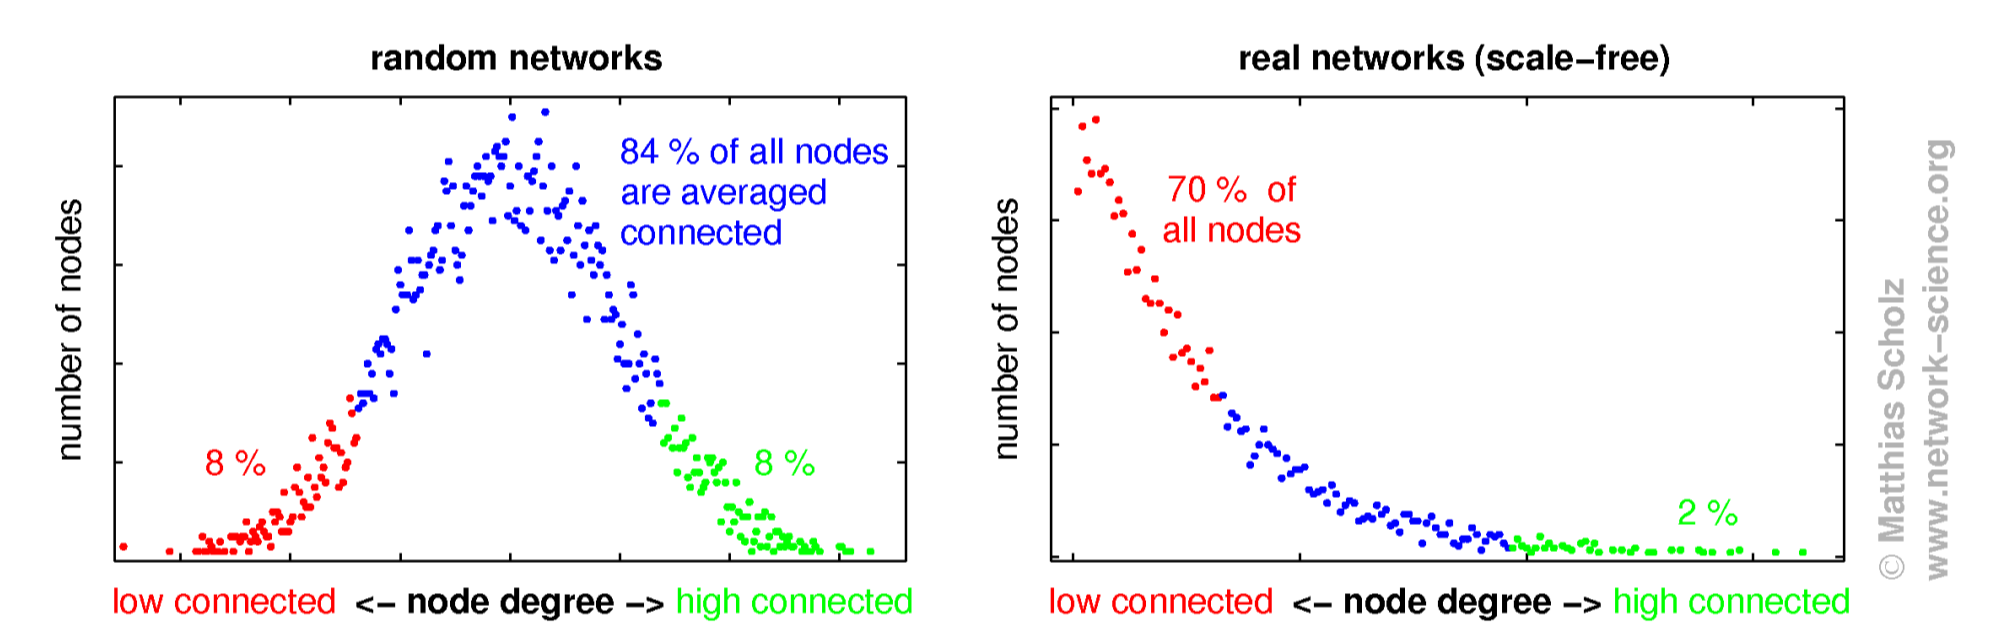 random networks
84 % of all nodes
are averaged
connected
8 %
8 %
number of nodes
low connected <– node degree –> high connected
real networks (scale–free)
70 % of
all nodes
2 %
number of nodes
low connected <– node degree –> high connected
© Matthias Scholz
www.network–science.org